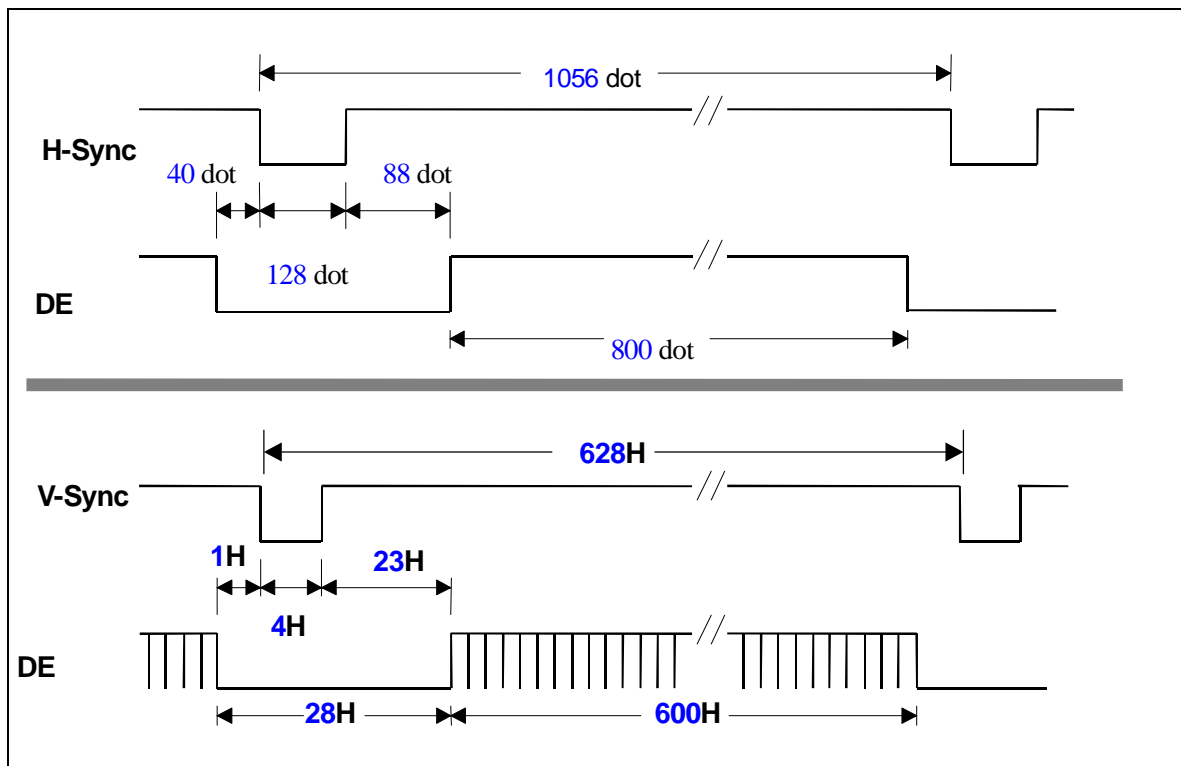 1056 dot
H-Sync
40 dot
88 dot
128 dot
DE
800 dot
628H
V-Sync
1H
23H
4H
DE
28H
600H